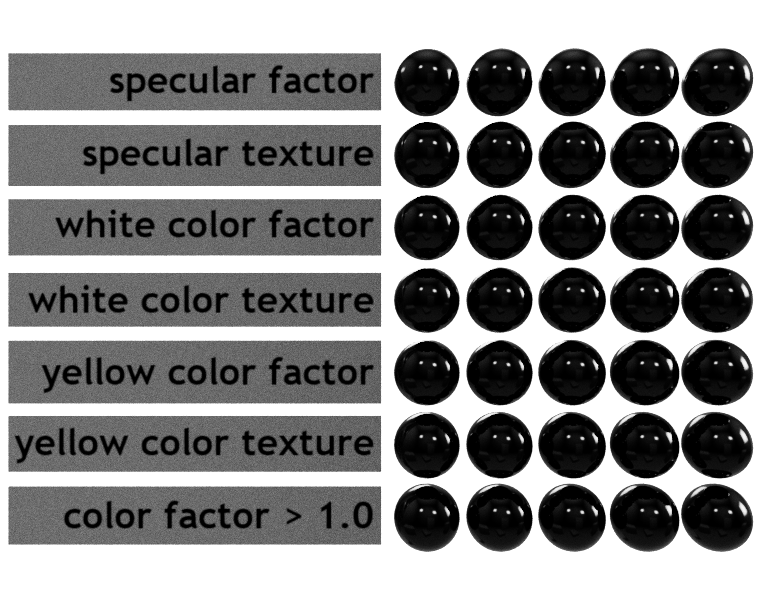 specular factor
specular texture
white color factor
white color texture
yellow color factor
yellow color texture
color factor > 1.0